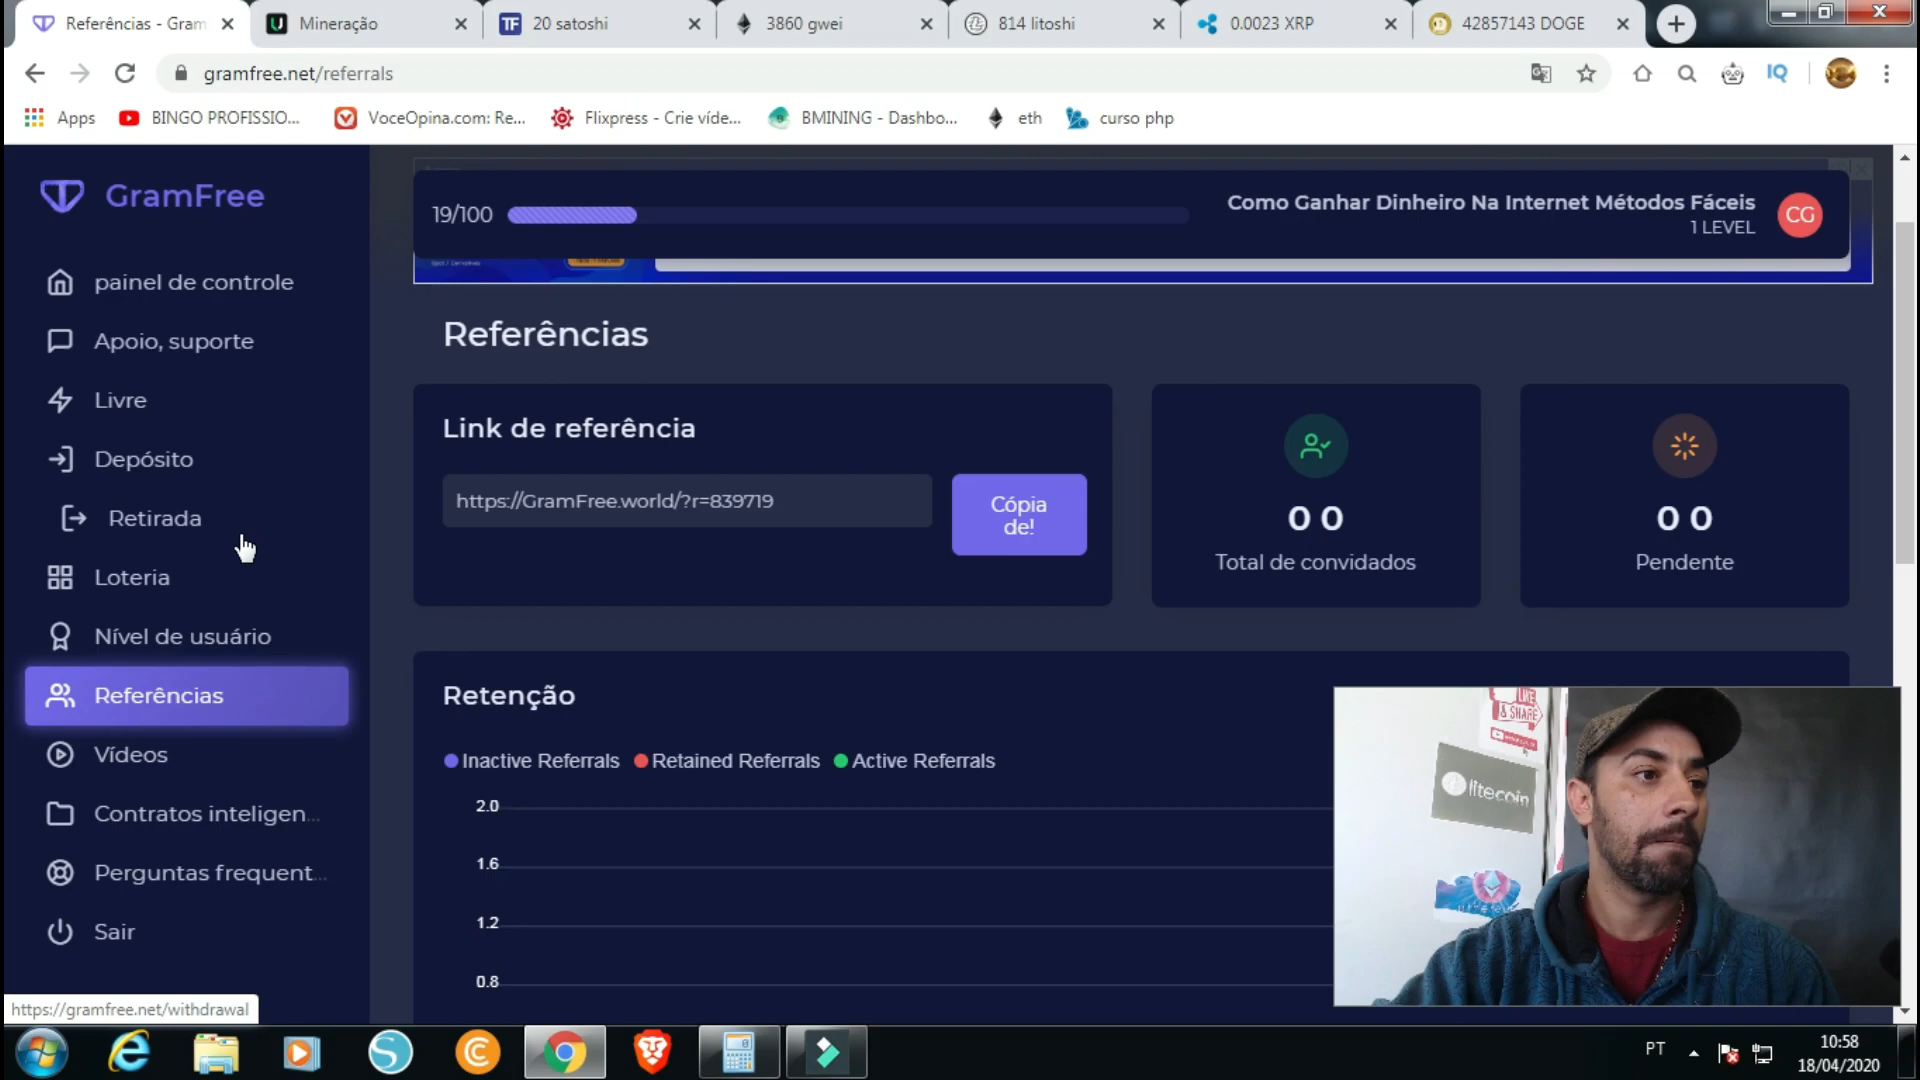 Referências - Gram
Mineração
20 satoshi
3860 gwei
814 litoshi
0.0023 XRP
42857143 DOGE
gramfree.net/referrals
IQ
Apps
BINGO PROFISSIO...
VoceOpina.com: Re...
Flixpress - Crie víde...
BMINING - Dashbo...
eth
curso php
GramFree
19/100
Como Ganhar Dinheiro Na Internet Métodos Fáceis
1 LEVEL
CG
painel de controle
Apoio, suporte
Livre
Depósito
Retirada
Loteria
Nível de usuário
Referências
Vídeos
Contratos inteligen...
Perguntas frequent...
Sair
Referências
Link de referência
https://GramFree.world/?r=839719
Cópia
de!
0 0
Total de convidados
0 0
Pendente
Retenção
Inactive Referrals
Retained Referrals
Active Referrals
2.0
1.6
1.2
0.8
LIKE
& SHARE
litecoin
https://gramfree.net/withdrawal
PT
10:58
18/04/2020